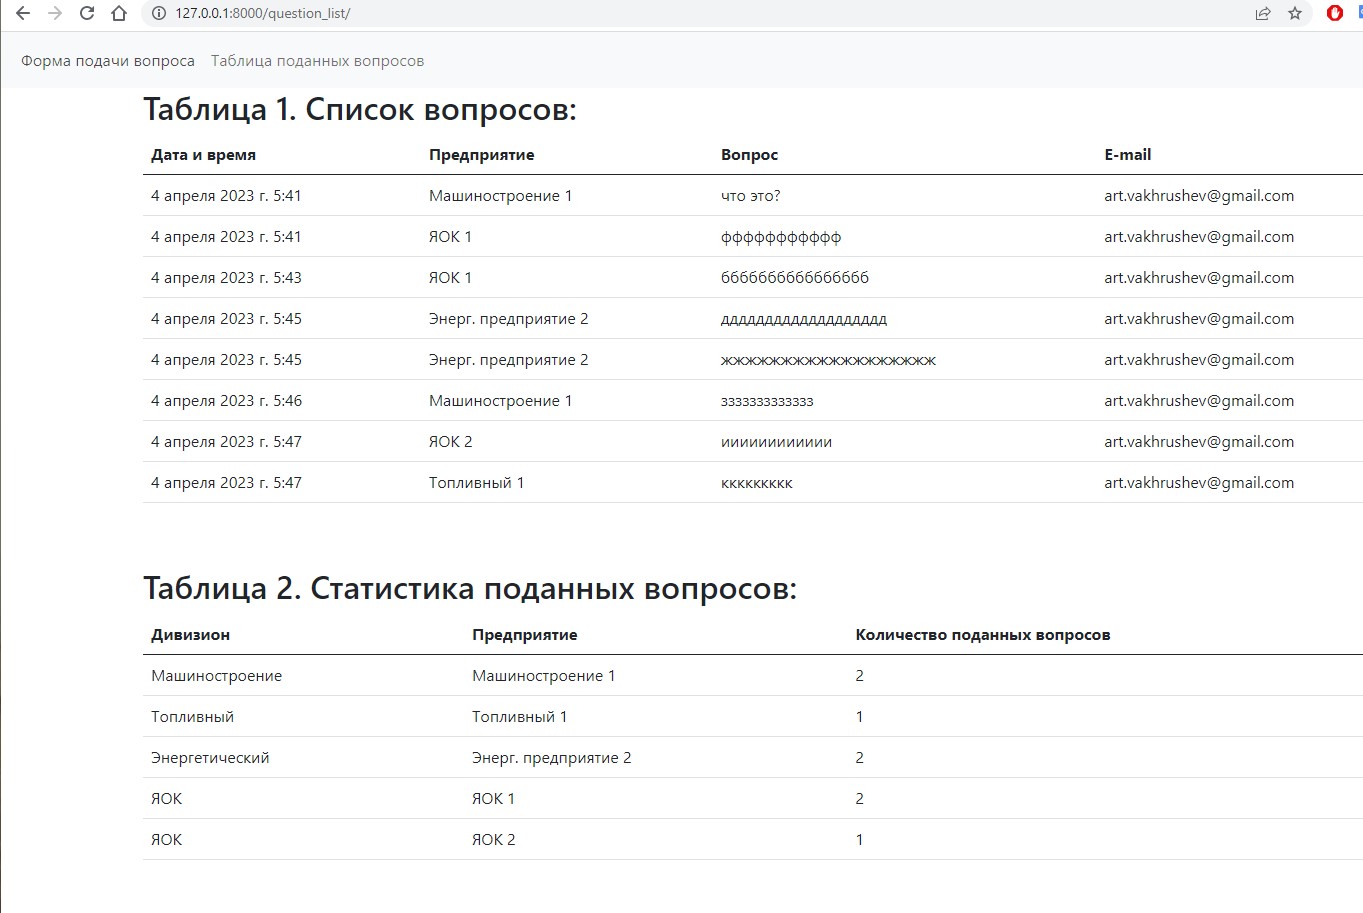 127.0.0.1:8000/question_list/
Форма подачи вопроса Таблица поданных вопросов
Таблица 1. Список вопросов:
Дата и время Предприятие Вопрос E-mail
4 апреля 2023 г. 5:41 Машиностроение 1 что это? art.vakhrushev@gmail.com
4 апреля 2023 г. 5:41 ЯОК 1 ффффффффффф art.vakhrushev@gmail.com
4 апреля 2023 г. 5:43 ЯОК 1 бббббббббббббббб art.vakhrushev@gmail.com
4 апреля 2023 г. 5:45 Энерг. предприятие 2 ддддддддддддддддддд art.vakhrushev@gmail.com
4 апреля 2023 г. 5:45 Энерг. предприятие 2 жжжжжжжжжжжжжжжжжж art.vakhrushev@gmail.com
4 апреля 2023 г. 5:46 Машиностроение 1 ззззззззззззз art.vakhrushev@gmail.com
4 апреля 2023 г. 5:47 ЯОК 2 ииииииииииии art.vakhrushev@gmail.com
4 апреля 2023 г. 5:47 Топливный 1 ккккккккк art.vakhrushev@gmail.com
Таблица 2. Статистика поданных вопросов:
Дивизион Предприятие Количество поданных вопросов
Машиностроение Машиностроение 1 2
Топливный Топливный 1 1
Энергетический Энерг. предприятие 2 2
ЯОК ЯОК 1 2
ЯОК ЯОК 2 1